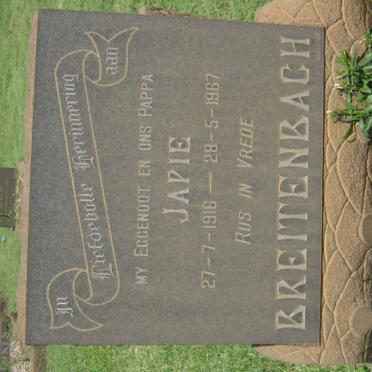 In Liefdevolle Herinnering aan
MY EGGENOOT EN ONS PAPPA
JAPIE
27-7-1916 — 28-5-1967
RUS IN VREDE
BREITENBACH